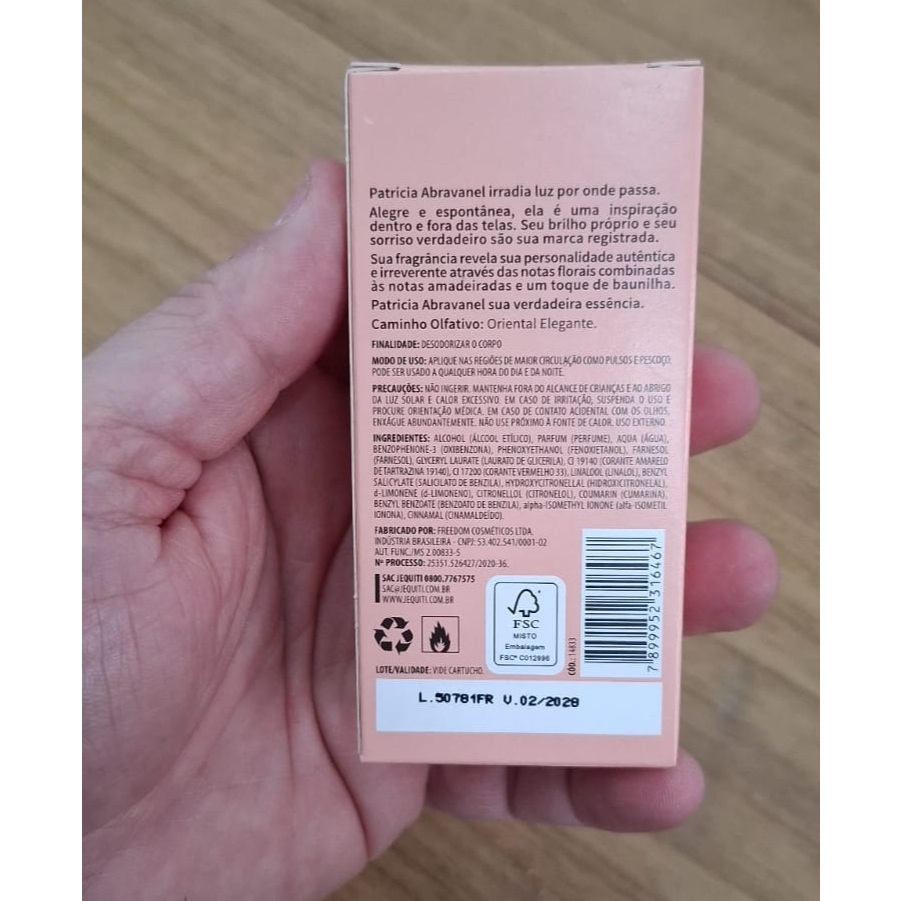 Patricia Abravanel irradia luz por onde passa.
Alegre e espontânea, ela é uma inspiração
dentro e fora das telas. Seu brilho próprio e seu
sorriso verdadeiro são sua marca registrada.
Sua fragrância revela sua personalidade autêntica
e irreverente através das notas florais combinadas
às notas amadeiradas e um toque de baunilha.
Patricia Abravanel sua verdadeira essência.
Caminho Olfativo: Oriental Elegante.
FINALIDADE: DESODORIZAR O CORPO
MODO DE USO: APLIQUE NAS REGIÕES DE MAIOR CIRCULAÇÃO COMO PULSOS E PESCOÇO;
PODE SER USADO A QUALQUER HORA DO DIA E DA NOITE.
PRECAUÇÕES: NÃO INGERIR. MANTENHA FORA DO ALCANCE DE CRIANÇAS E AO ABRIGO
DA LUZ SOLAR E CALOR EXCESSIVO. EM CASO DE IRRITAÇÃO, SUSPENDA O USO E
PROCURE ORIENTAÇÃO MÉDICA. EM CASO DE CONTATO ACIDENTAL COM OS OLHOS,
ENXÁGUE ABUNDANTEMENTE. NÃO USE PRÓXIMO A FONTE DE CALOR. USO EXTERNO.
INGREDIENTES: ALCOHOL (ÁLCOOL ETÍLICO), PARFUM (PERFUME), AQUA (ÁGUA),
BENZOPHENONE-3 (OXIBENZONA), PHENOXYETHANOL (FENOXIETANOL), FARNESOL
(FARNESOL), GLYCERYL LAURATE (LAURATO DE GLICERILA), CI 19140 (CORANTE AMARELO
DE TARTRAZINA 19140), CI 17200 (CORANTE VERMELHO 33), LINALOOL (LINALOL), BENZYL
SALICYLATE (SALICILATO DE BENZILA), HYDROXYCITRONELLAL (HIDROXICITRONELAL),
d-LIMONENE (d-LIMONENO), CITRONELLOL (CITRONELOL), COUMARIN (CUMARINA),
BENZYL BENZOATE (BENZOATO DE BENZILA), alpha-ISOMETHYL IONONE (alfa-ISOMETIL
IONONA), CINNAMAL (CINAMALDEÍDO).
FABRICADO POR: FREEDOM COSMÉTICOS LTDA.
INDÚSTRIA BRASILEIRA - CNPJ: 53.402.541/0001-02
AUT. FUNC./MS 2.00833-5
Nº PROCESSO: 25351.526427/2020-36.
SAC JEQUITI 0800.7767575
SAC@JEQUITI.COM.BR
WWW.JEQUITI.COM.BR
FSC
MISTO
Embalagem
FSC® C012996
CÓD.: 14833
7 899952 316467
LOTE/VALIDADE: VIDE CARTUCHO.
L.50781FR V.02/2028